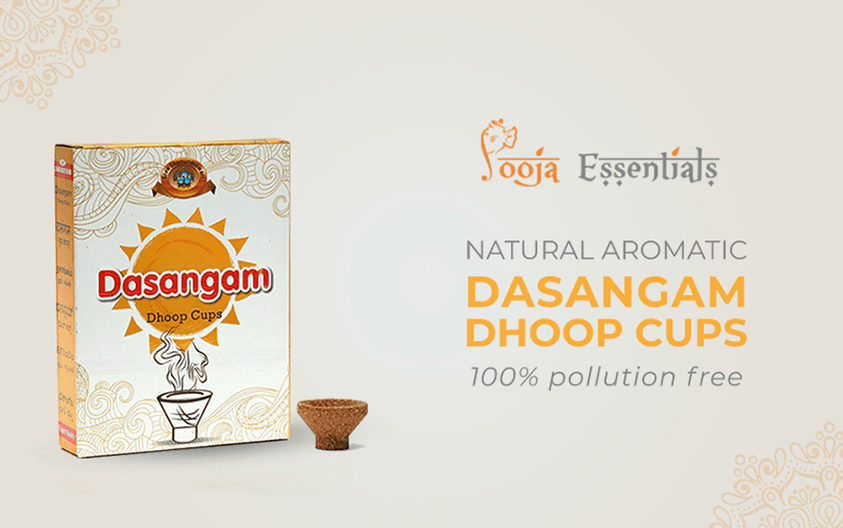 Dasangam
Dhoop Cups
Pooja Essentials
NATURAL AROMATIC
DASANGAM
DHOOP CUPS
100% pollution free